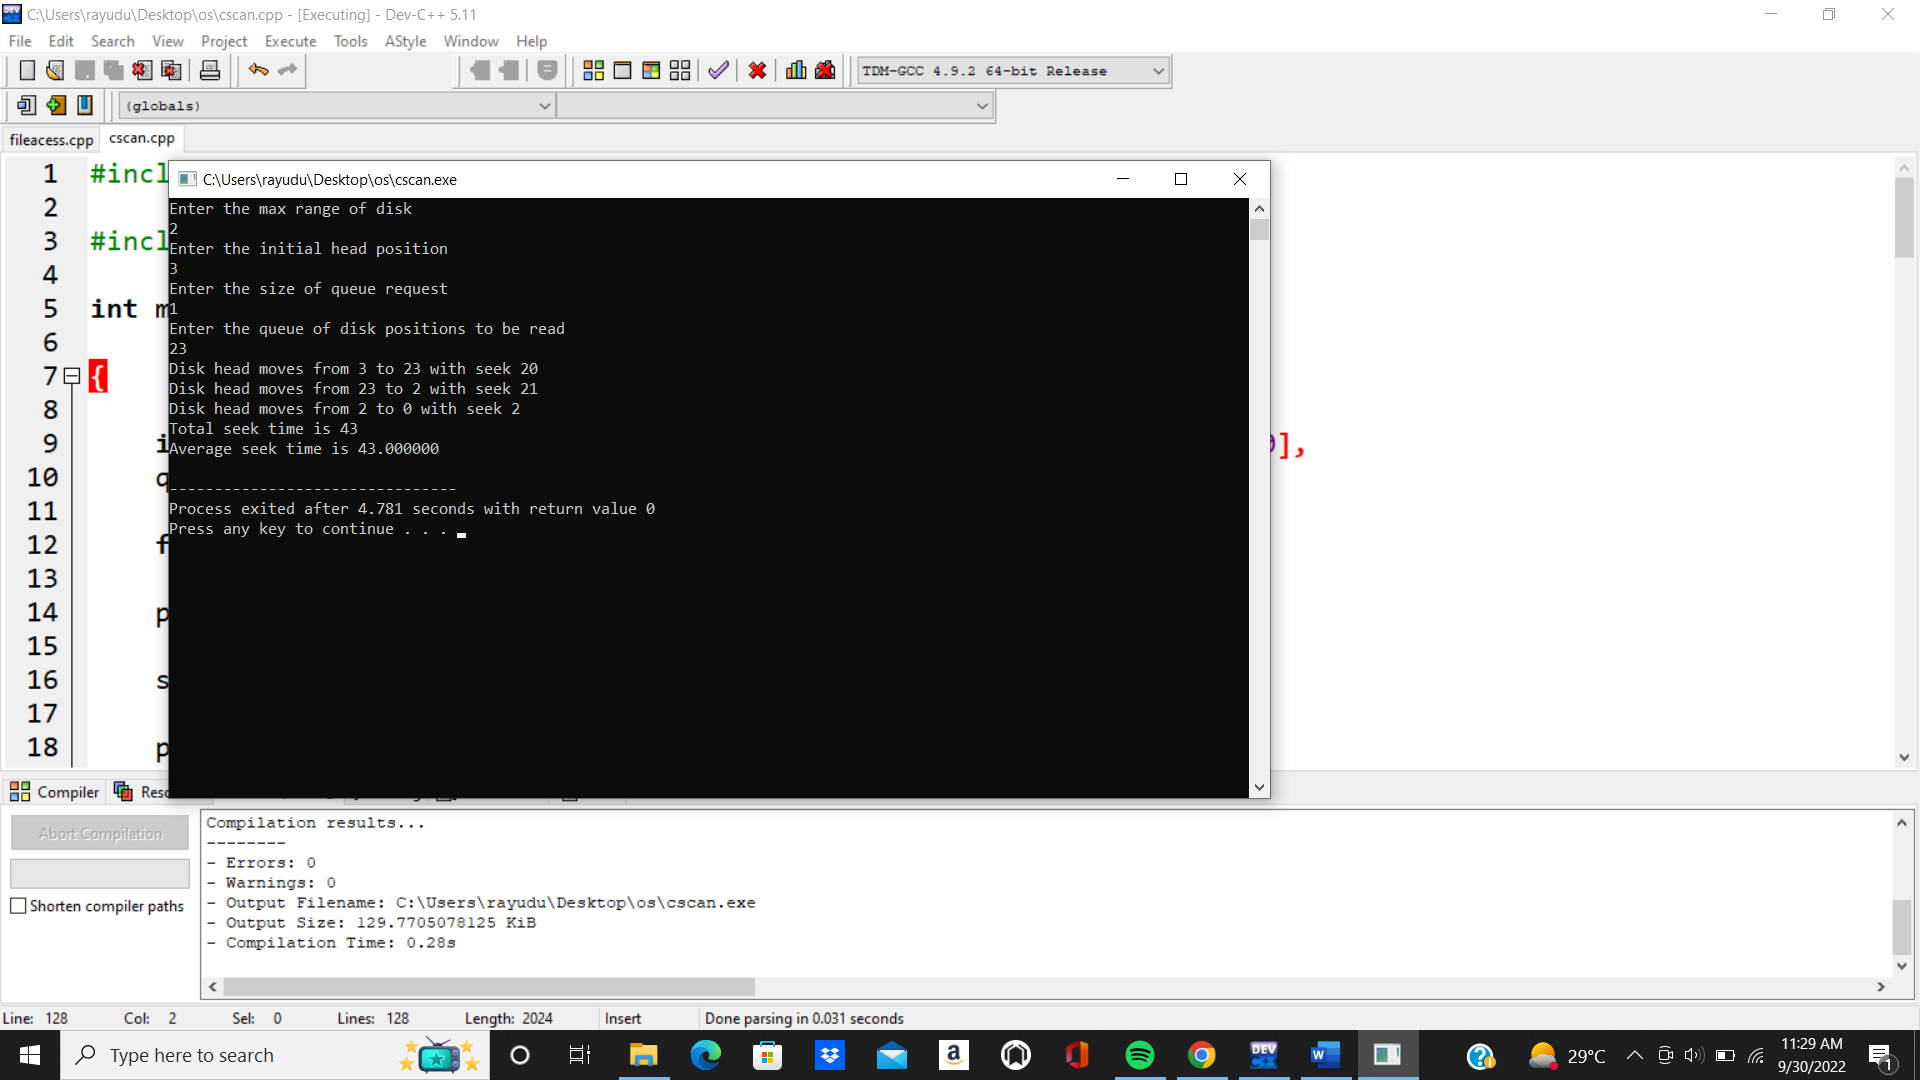 C:\Users\rayudu\Desktop\os\cscan.cpp - [Executing] - Dev-C++ 5.11
File Edit Search View Project Execute Tools AStyle Window Help
TDM-GCC 4.9.2 64-bit Release
(globals)
fileacess.cpp cscan.cpp
C:\Users\rayudu\Desktop\os\cscan.exe
Enter the max range of disk
2
Enter the initial head position
3
Enter the size of queue request
1
Enter the queue of disk positions to be read
23
Disk head moves from 3 to 23 with seek 20
Disk head moves from 23 to 2 with seek 21
Disk head moves from 2 to 0 with seek 2
Total seek time is 43
Average seek time is 43.000000
--------------------------------
Process exited after 4.781 seconds with return value 0
Press any key to continue . . .
1 #incl
2
3 #incl
4
5 int m
6
7 {
8
9 i ],
10 q
11
12 f
13
14 p
15
16 s
17
18 p
Compiler Reso
Abort Compilation
Shorten compiler paths
Compilation results...
--------
- Errors: 0
- Warnings: 0
- Output Filename: C:\Users\rayudu\Desktop\os\cscan.exe
- Output Size: 129.7705078125 KiB
- Compilation Time: 0.28s
Line: 128 Col: 2 Sel: 0 Lines: 128 Length: 2024 Insert Done parsing in 0.031 seconds
Type here to search
DEV
C++
29°C
11:29 AM
9/30/2022
1